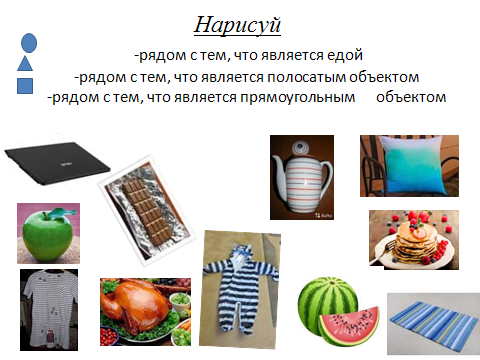 Нарисуй
-рядом с тем, что является едой
-рядом с тем, что является полосатым объектом
-рядом с тем, что является прямоугольным объектом